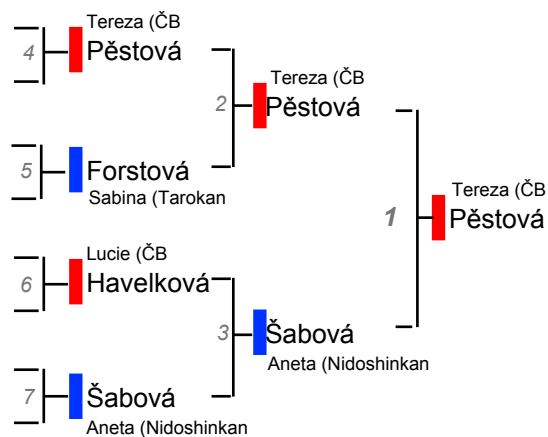 Tereza (ČB
4
Pěstová
2
Tereza (ČB
Pěstová
5
Forstová
Sabina (Tarokan
1
Tereza (ČB
Pěstová
Lucie (ČB
6
Havelková
3
Šabová
Aneta (Nidoshinkan
7
Šabová
Aneta (Nidoshinkan